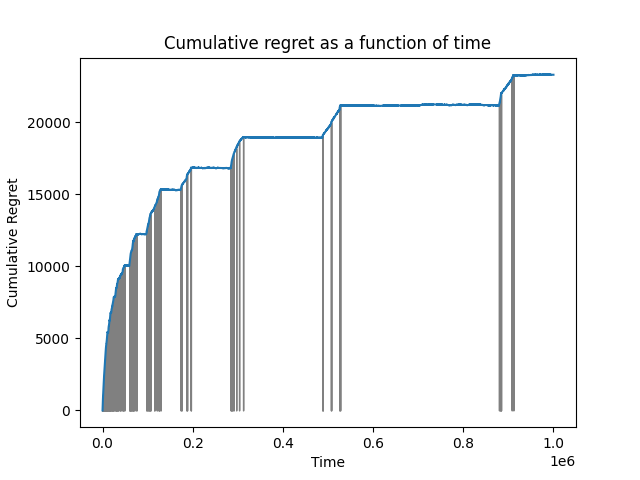 Cumulative regret as a function of time
Cumulative Regret
20000
15000
10000
5000
0
0.0 0.2 0.4 0.6 0.8 1.0
1e6
Time